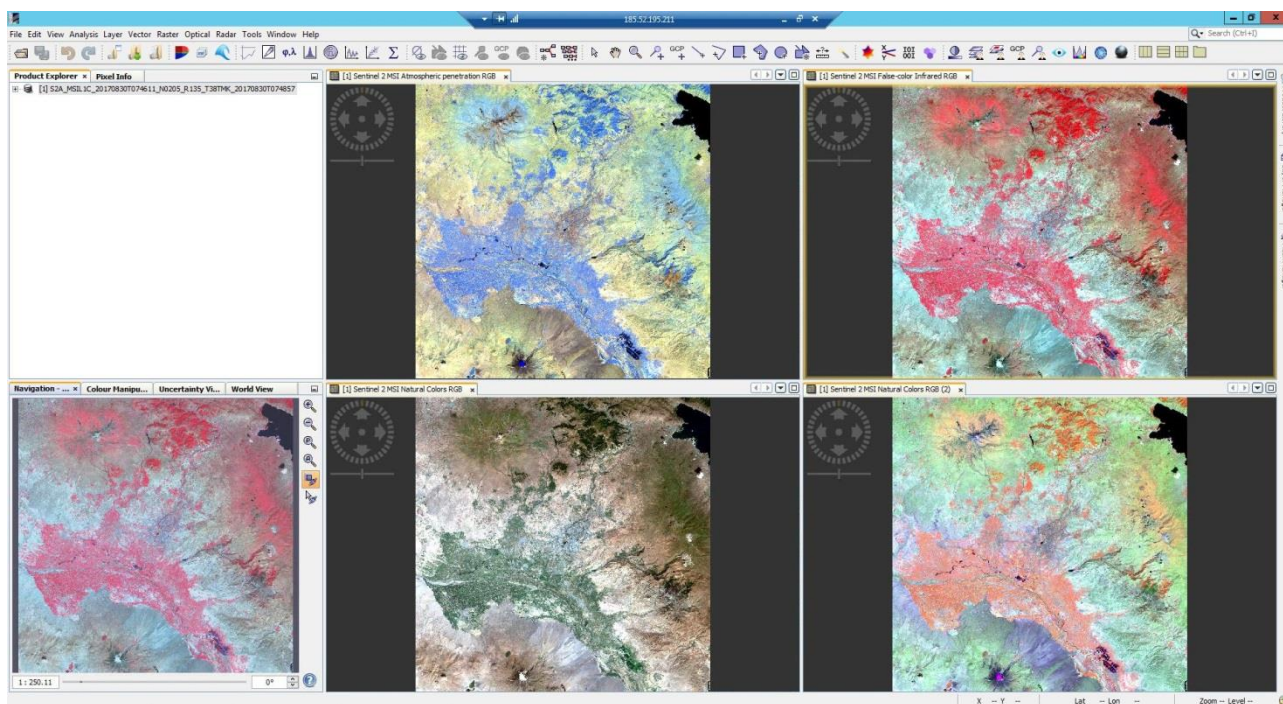 185.52.195.211
File Edit View Analysis Layer Vector Raster Optical Radar Tools Window Help
Search (Ctrl+I)
φ,λ
Σ
GCP
GCP
GCP
Product Explorer × Pixel Info
[1] S2A_MSIL1C_20170830T074611_N0205_R135_T38TMK_20170830T074857
[1] Sentinel 2 MSI Atmospheric penetration RGB ×
[1] Sentinel 2 MSI False-color Infrared RGB ×
Navigation - ... × Colour Manipu... Uncertainty Vi... World View
1 : 250.11
0°
[1] Sentinel 2 MSI Natural Colors RGB ×
[1] Sentinel 2 MSI Natural Colors RGB (2) ×
X -- Y -- Lat -- Lon -- Zoom -- Level --